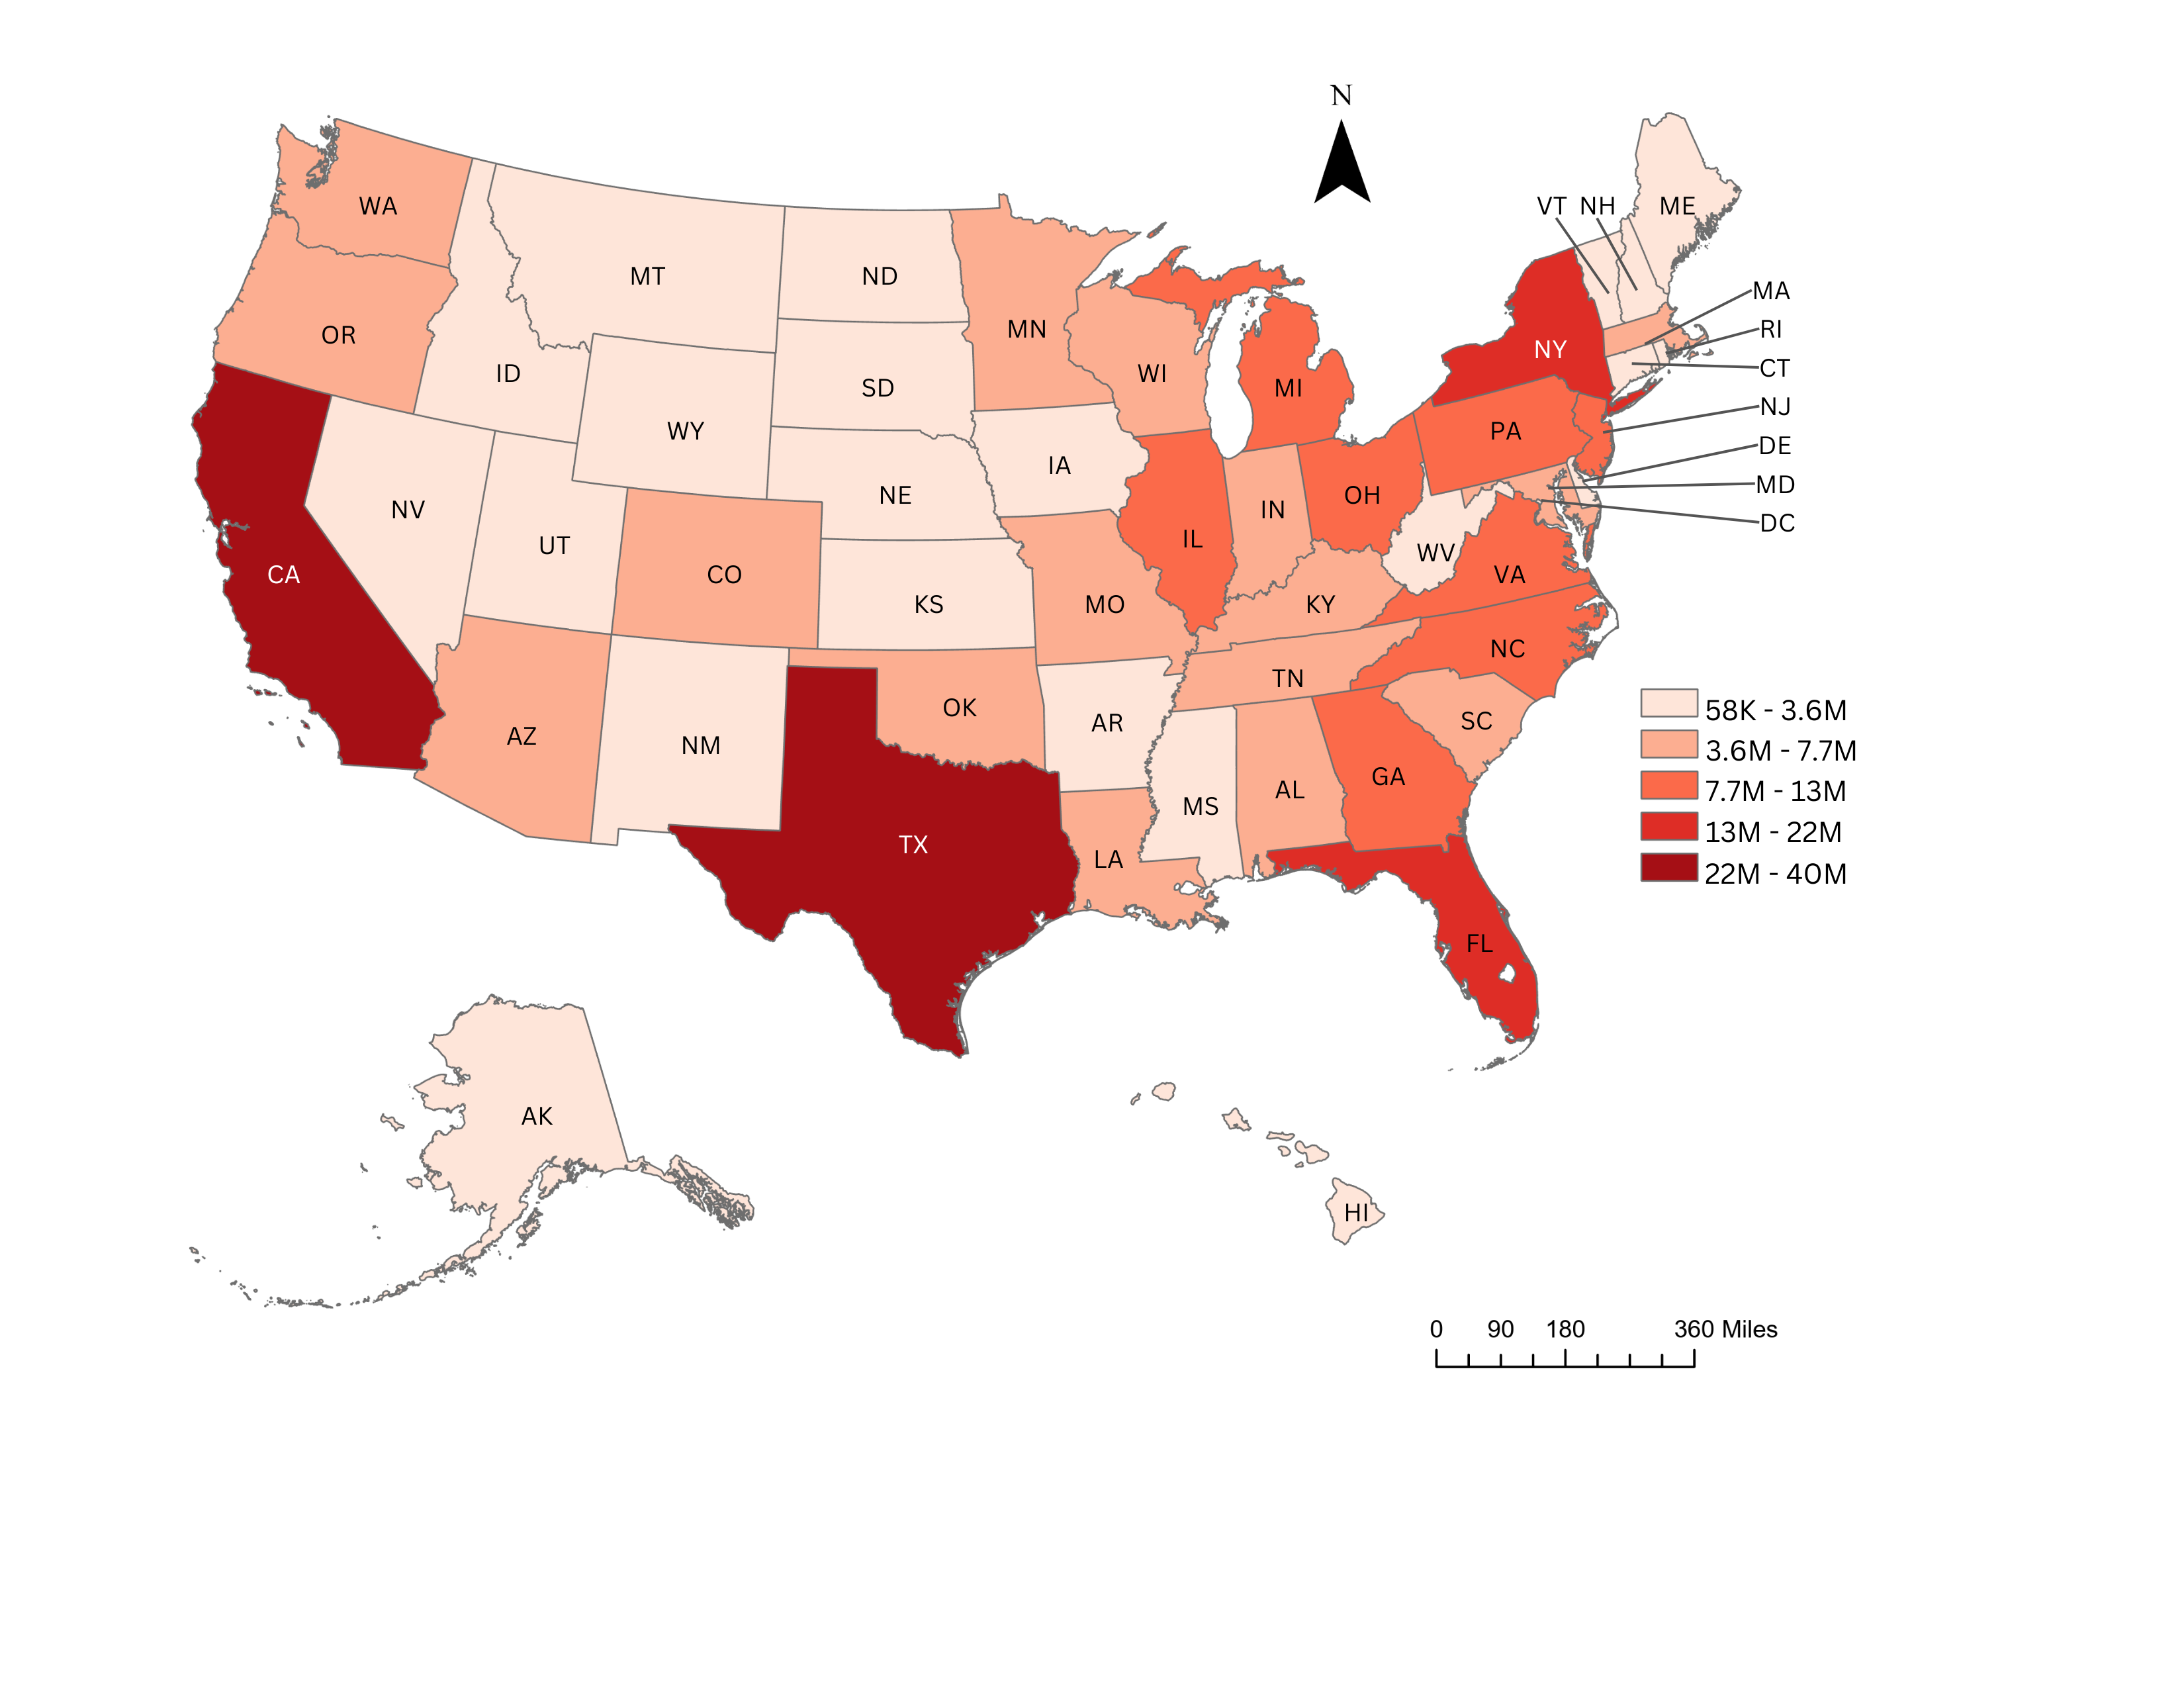 N
WA
VT NH ME
MT
ND
MA
OR
MN
RI
NY
ID
WI
CT
SD
MI
NJ
WY
PA
DE
IA
MD
NE
OH
NV
IN
DC
IL
UT
WV
CA
CO
VA
KS
MO
KY
NC
TN
OK
AR
SC
58K - 3.6M
AZ
NM
3.6M - 7.7M
GA
AL
7.7M - 13M
MS
TX
13M - 22M
LA
22M - 40M
FL
AK
HI
0 90 180 360 Miles